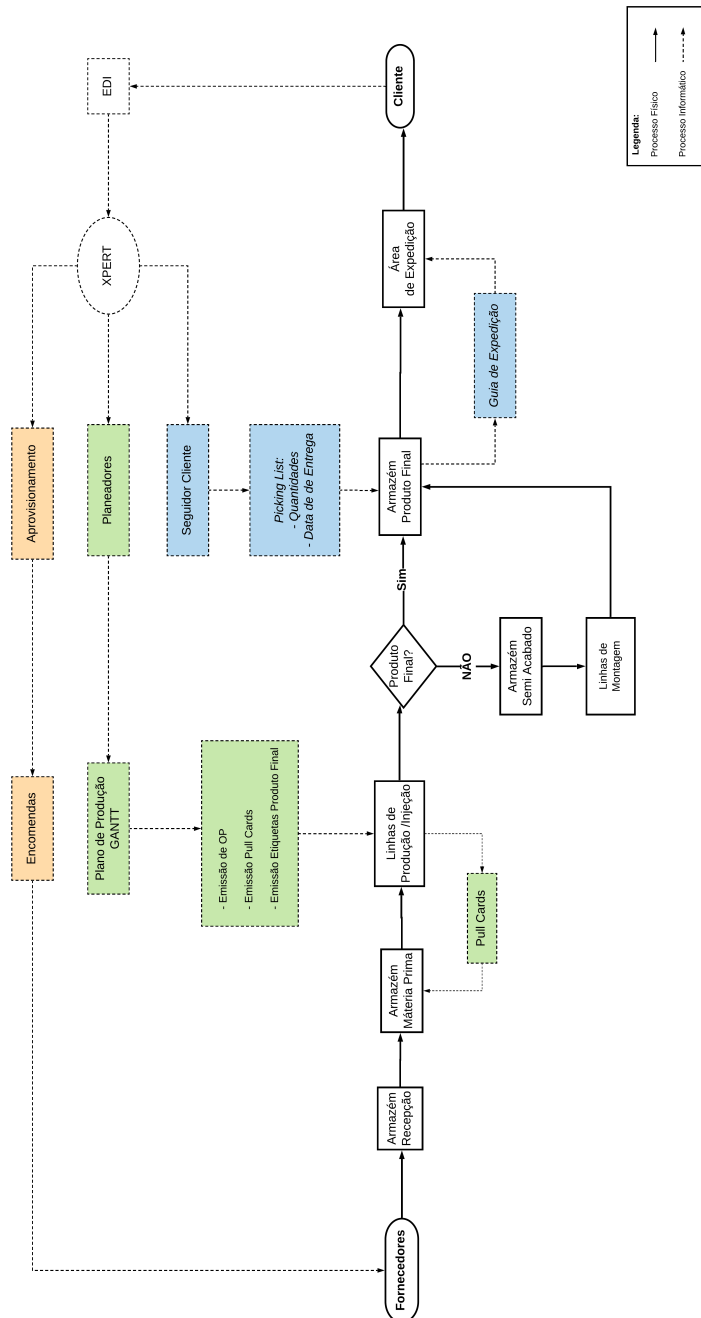 EDI
Cliente
Legenda:
Processo Físico
Processo Informático
XPERT
Área
de Expedição
Guia de Expedição
Aprovisionamento
Planeadores
Seguidor Cliente
Picking List:
- Quantidades
- Data de de Entrega
Armazém
Produto Final
Sim
Produto
Final?
NÃO
Armazém
Semi Acabado
Linhas de
Montagem
Encomendas
Plano de Produção
GANTT
- Emissão de OP
- Emissão Pull Cards
- Emissão Etiquetas Produto Final
Linhas de
Produção /Injeção
Pull Cards
Armazém
Máteria Prima
Armazém
Recepção
Fornecedores